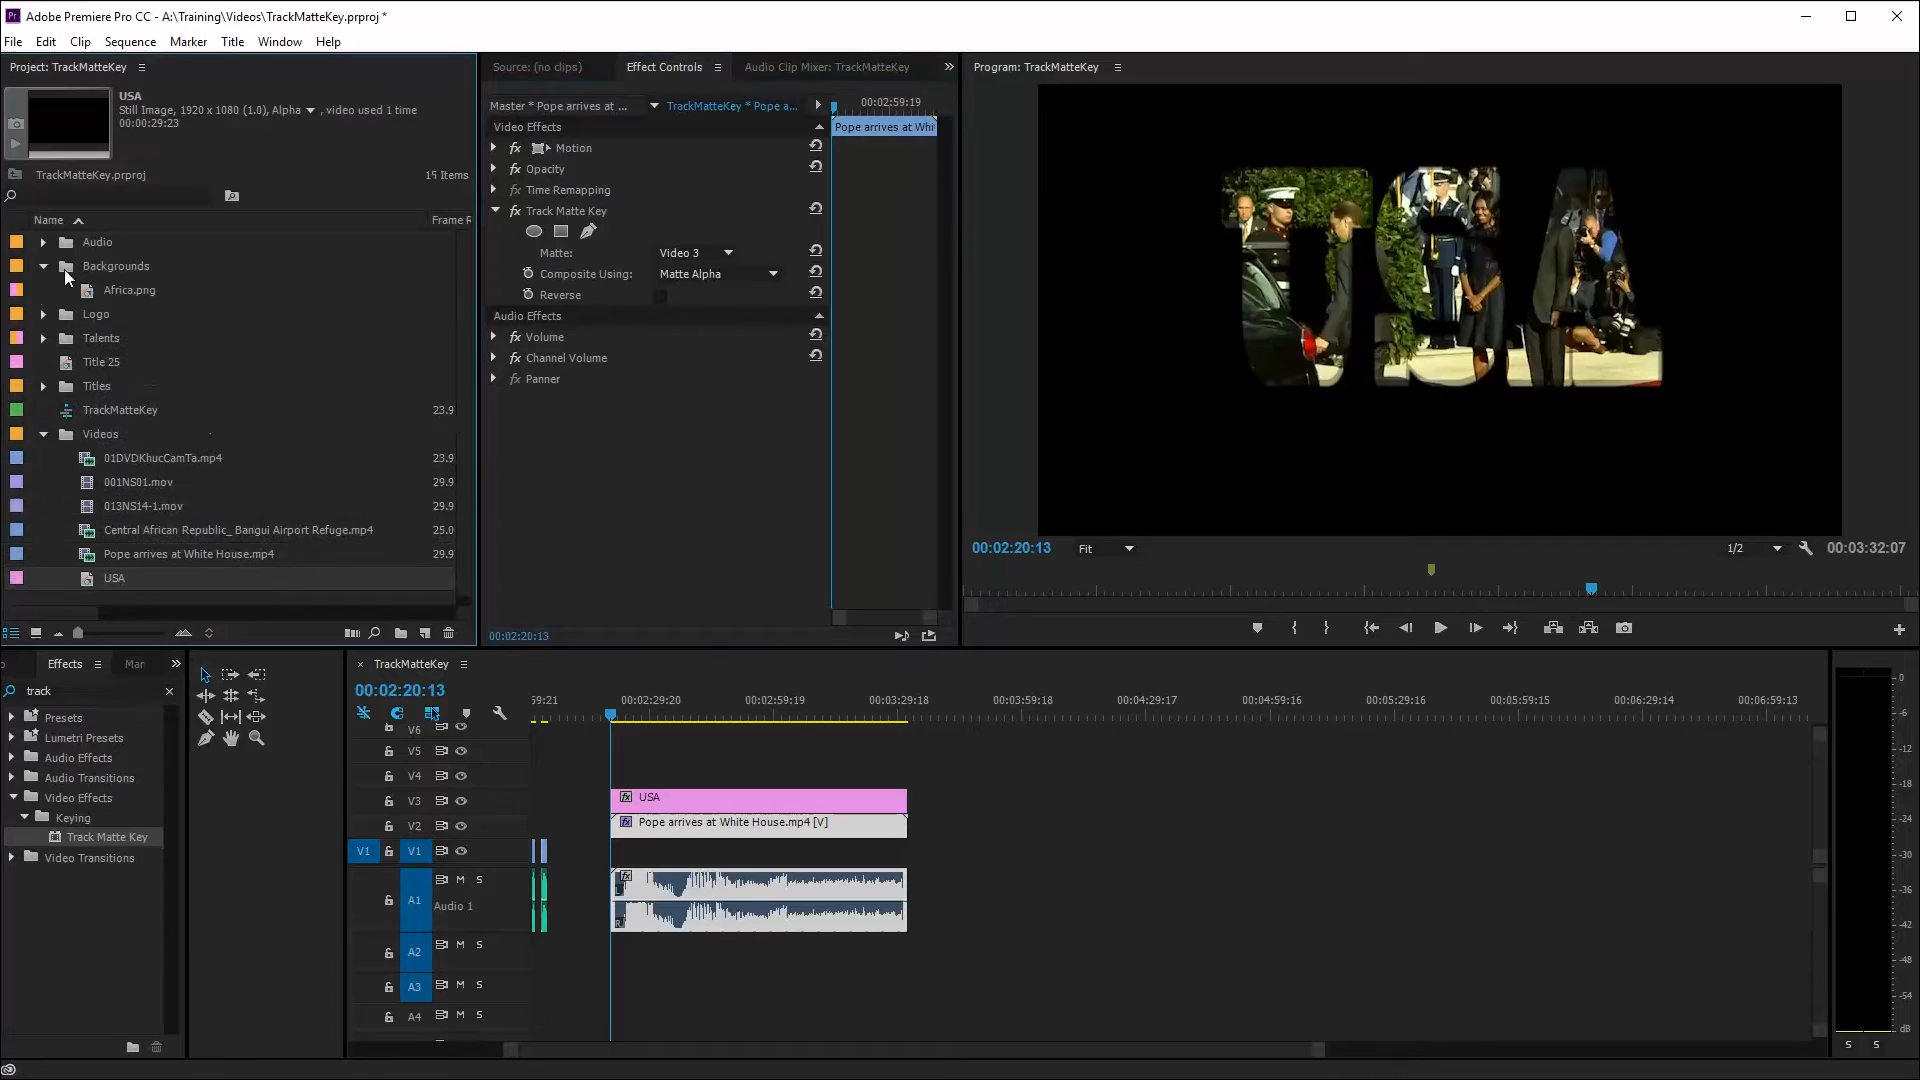 Adobe Premiere Pro CC - A:\Training\Videos\TrackMatteKey.prproj *
File Edit Clip Sequence Marker Title Window Help
Project: TrackMatteKey
USA
Still Image, 1920 x 1080 (1.0), Alpha , video used 1 time
00:00:29:23
TrackMatteKey.prproj 15 Items
Name Frame R
Audio
Backgrounds
Africa.png
Logo
Talents
Title 25
Titles
TrackMatteKey 23.9
Videos
01DVDKhucCamTa.mp4 23.9
001NS01.mov 29.9
013NS14-1.mov 29.9
Central African Republic_ Bangui Airport Refuge.mp4 25.0
Pope arrives at White House.mp4 29.9
USA
Source: (no clips) Effect Controls Audio Clip Mixer: TrackMatteKey
Master * Pope arrives at ... TrackMatteKey * Pope a... 00:02:59:19
Video Effects Pope arrives at Whi
fx Motion
fx Opacity
fx Time Remapping
fx Track Matte Key
Matte: Video 3
Composite Using: Matte Alpha
Reverse
Audio Effects
fx Volume
fx Channel Volume
fx Panner
00:02:20:13
Program: TrackMatteKey
USA
00:02:20:13 Fit 1/2 00:03:32:07
Effects Mar
track
Presets
Lumetri Presets
Audio Effects
Audio Transitions
Video Effects
Keying
Track Matte Key
Video Transitions
TrackMatteKey
00:02:20:13
59:21 00:02:29:20 00:02:59:19 00:03:29:18 00:03:59:18 00:04:29:17 00:04:59:16 00:05:29:16 00:05:59:15 00:06:29:14 00:06:59:13
V6
V5
V4
V3 fx USA
V2 fx Pope arrives at White House.mp4 [V]
V1 V1
A1 M S fx L
Audio 1 R
A2 M S
A3 M S
A4 M S
0
-6
-12
-18
-24
-30
-36
-42
-48
-54
dB
S S